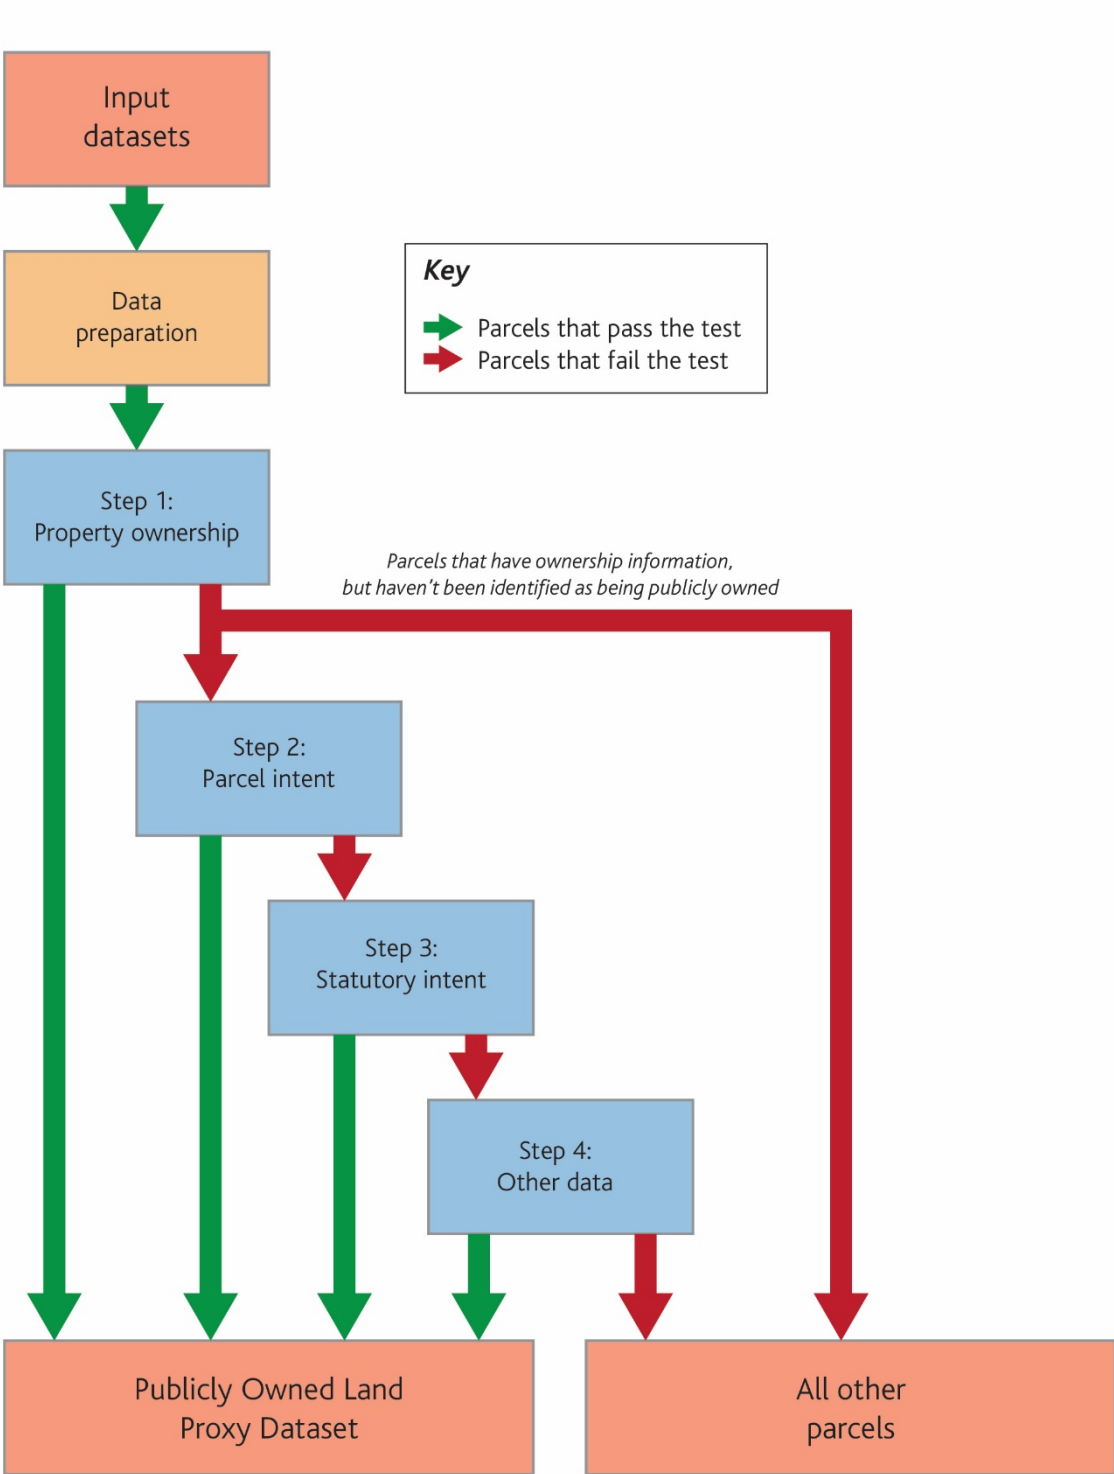 Input
datasets
Data
preparation
Key
Parcels that pass the test
Parcels that fail the test
Step 1:
Property ownership
Parcels that have ownership information,
but haven't been identified as being publicly owned
Step 2:
Parcel intent
Step 3:
Statutory intent
Step 4:
Other data
Publicly Owned Land
Proxy Dataset
All other
parcels